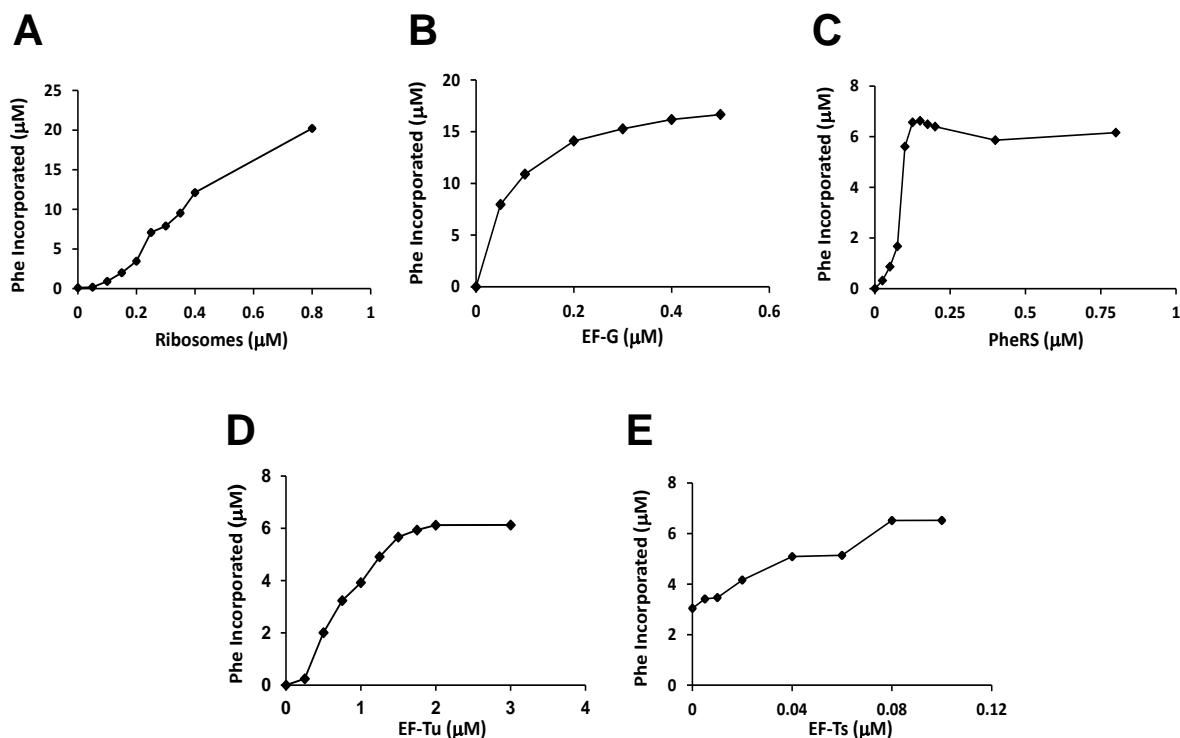 A
Phe Incorporated (µM)
25
20
15
10
5
0
0 0.2 0.4 0.6 0.8 1
Ribosomes (µM)
B
Phe Incorporated (µM)
20
15
10
5
0
0 0.2 0.4 0.6
EF-G (µM)
C
Phe Incorporated (µM)
8
6
4
2
0
0 0.25 0.5 0.75 1
PheRS (µM)
D
Phe Incorporated (µM)
8
6
4
2
0
0 1 2 3 4
EF-Tu (µM)
E
Phe Incorporated (µM)
8
6
4
2
0
0 0.04 0.08 0.12
EF-Ts (µM)